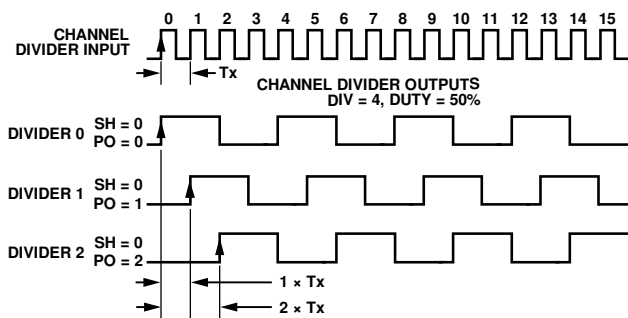 0 1 2 3 4 5 6 7 8 9 10 11 12 13 14 15
CHANNEL
DIVIDER INPUT
Tx
CHANNEL DIVIDER OUTPUTS
DIV = 4, DUTY = 50%
DIVIDER 0
SH = 0
PO = 0
DIVIDER 1
SH = 0
PO = 1
DIVIDER 2
SH = 0
PO = 2
1 × Tx
2 × Tx